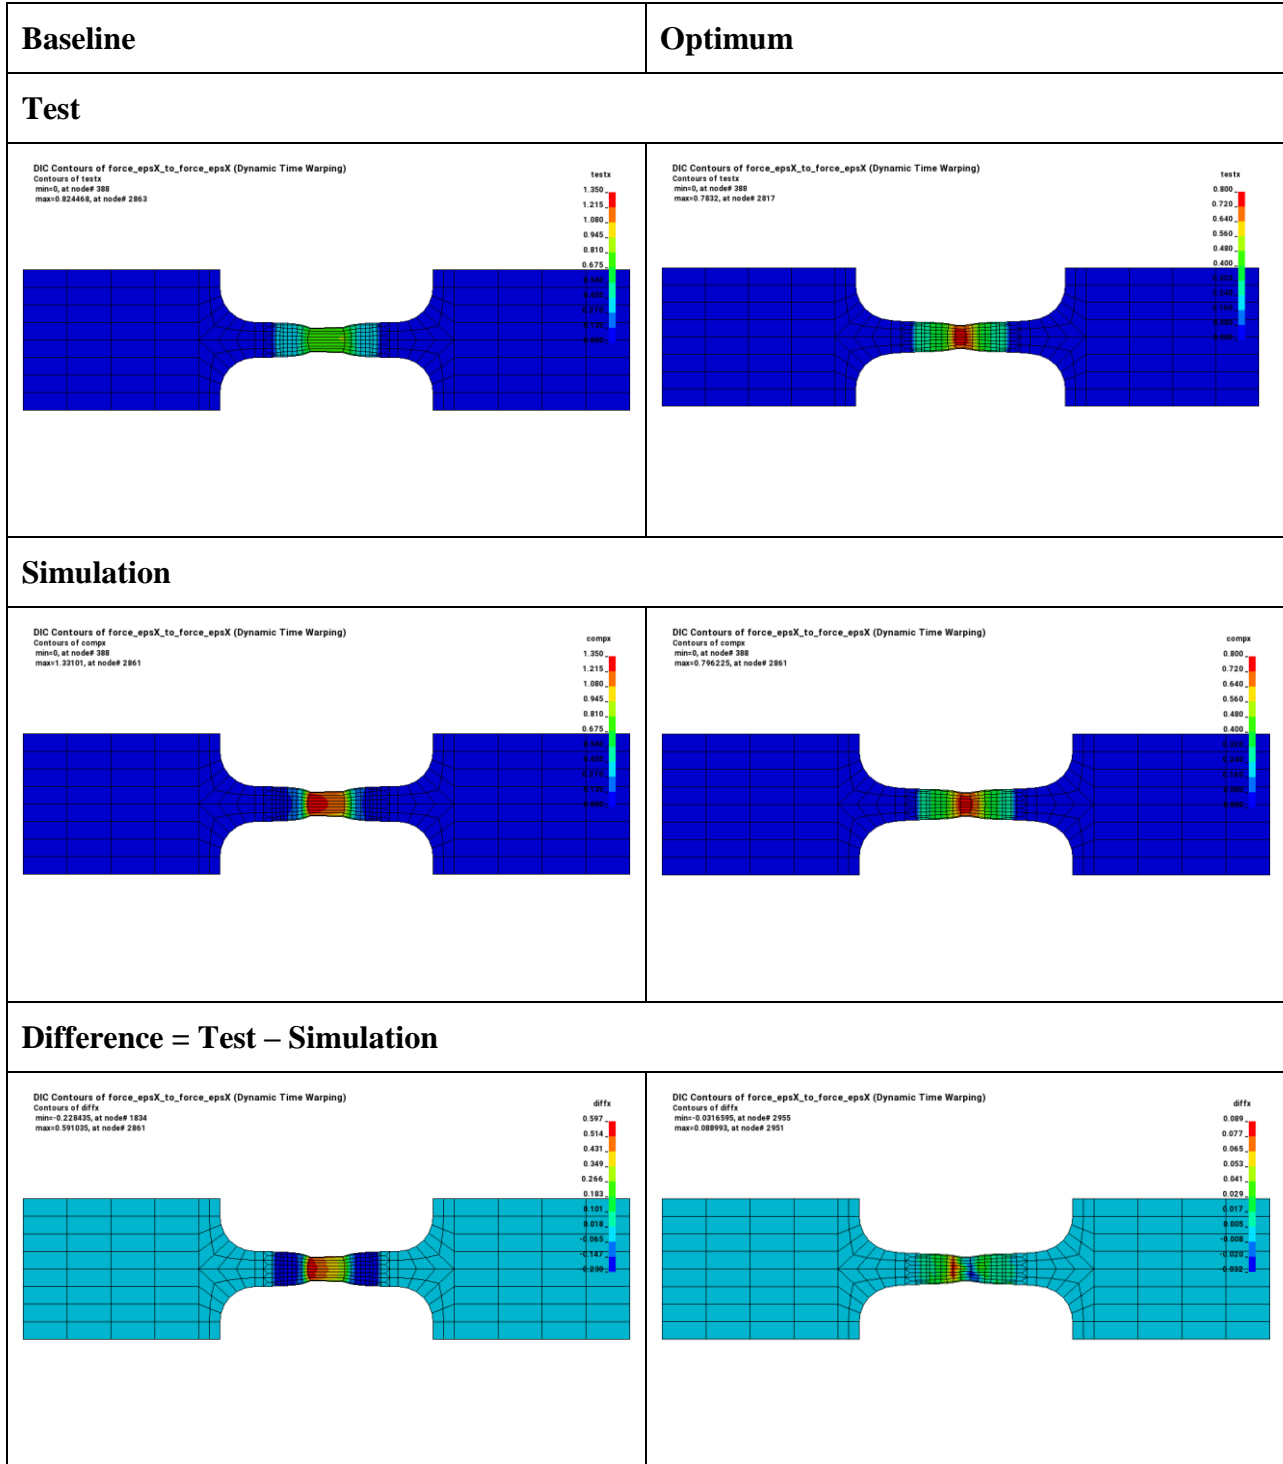 Baseline
Optimum
Test
DIC Contours of force_epsX_to_force_epsX (Dynamic Time Warping)
Contours of testx
min=0, at node# 388
max=0.824468, at node# 2863
testx
1.350
1.215
1.080
0.945
0.810
0.675
DIC Contours of force_epsX_to_force_epsX (Dynamic Time Warping)
Contours of testx
min=0, at node# 388
max=0.7832, at node# 2817
testx
0.800
0.720
0.640
0.560
0.480
0.400
Simulation
DIC Contours of force_epsX_to_force_epsX (Dynamic Time Warping)
Contours of compx
min=0, at node# 388
max=1.33101, at node# 2861
compx
1.350
1.215
1.080
0.945
0.810
0.675
DIC Contours of force_epsX_to_force_epsX (Dynamic Time Warping)
Contours of compx
min=0, at node# 388
max=0.796225, at node# 2861
compx
0.800
0.720
0.640
0.560
0.480
0.400
Difference = Test – Simulation
DIC Contours of force_epsX_to_force_epsX (Dynamic Time Warping)
Contours of diffx
min=-0.228435, at node# 1834
max=0.591035, at node# 2861
diffx
0.597
0.514
0.431
0.349
0.266
0.183
0.101
0.018
-0.065
-0.147
-0.230
DIC Contours of force_epsX_to_force_epsX (Dynamic Time Warping)
Contours of diffx
min=-0.0316595, at node# 2955
max=0.088993, at node# 2951
diffx
0.089
0.077
0.065
0.053
0.041
0.029
0.017
0.005
-0.008
-0.020
-0.032